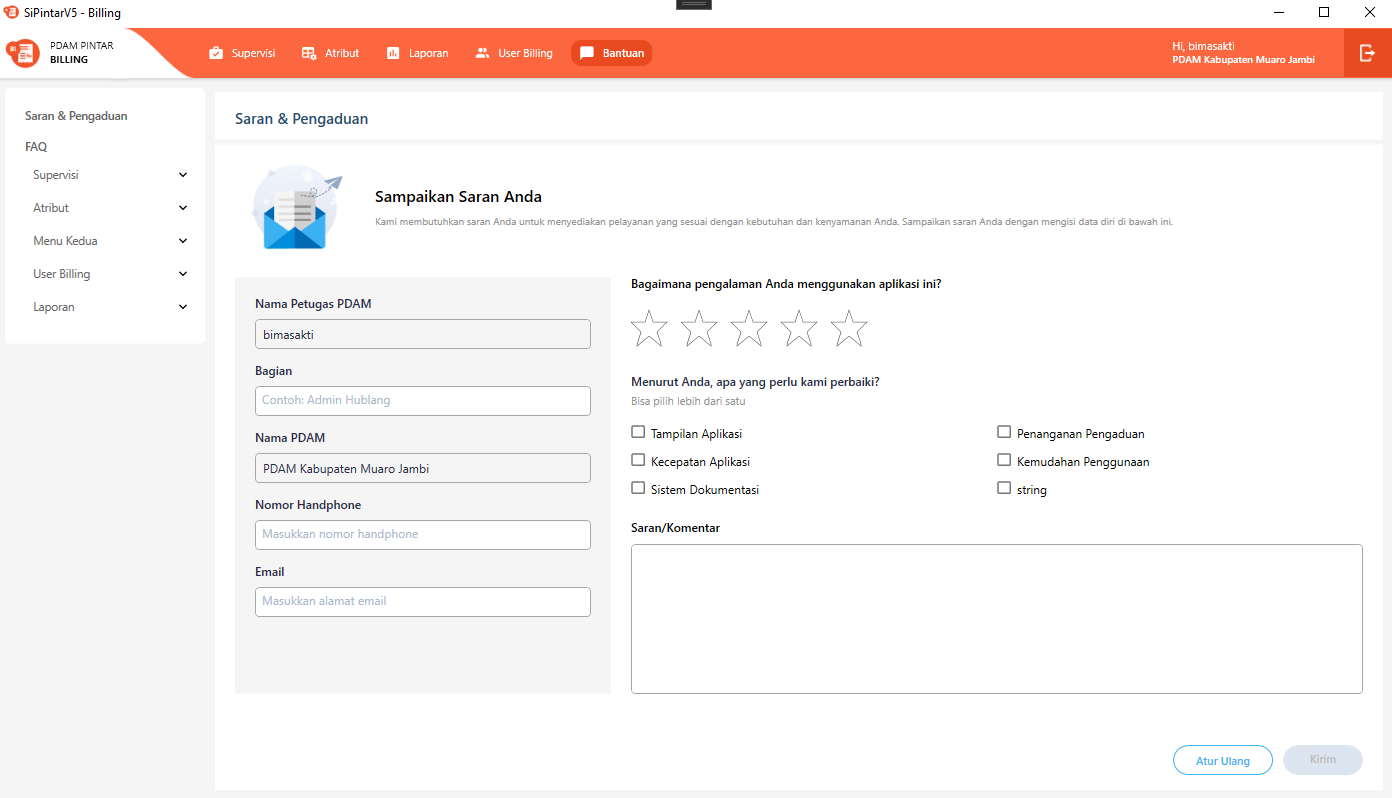 SiPintarV5 - Billing
PDAM PINTAR
BILLING
Supervisi
Atribut
Laporan
User Billing
Bantuan
Hi, bimasakti
PDAM Kabupaten Muaro Jambi
Saran & Pengaduan
FAQ
Supervisi
Atribut
Menu Kedua
User Billing
Laporan
Saran & Pengaduan
Sampaikan Saran Anda
Kami membutuhkan saran Anda untuk menyediakan pelayanan yang sesuai dengan kebutuhan dan kenyamanan Anda. Sampaikan saran Anda dengan mengisi data diri di bawah ini.
Nama Petugas PDAM
bimasakti
Bagian
Contoh: Admin Hublang
Nama PDAM
PDAM Kabupaten Muaro Jambi
Nomor Handphone
Masukkan nomor handphone
Email
Masukkan alamat email
Bagaimana pengalaman Anda menggunakan aplikasi ini?
Menurut Anda, apa yang perlu kami perbaiki?
Bisa pilih lebih dari satu
Tampilan Aplikasi
Penanganan Pengaduan
Kecepatan Aplikasi
Kemudahan Penggunaan
Sistem Dokumentasi
string
Saran/Komentar
Atur Ulang
Kirim